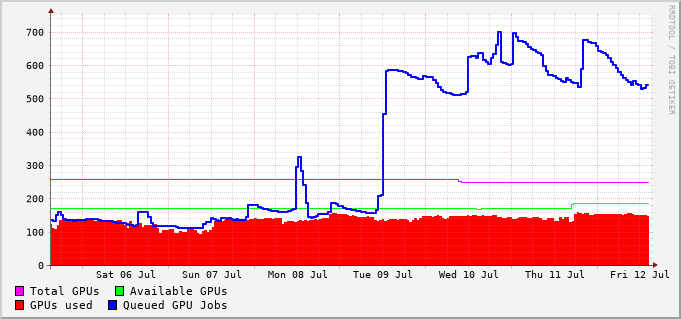 RRDTOOL / TOBI OETIKER
700
600
500
400
300
200
100
0
Sat 06 Jul Sun 07 Jul Mon 08 Jul Tue 09 Jul Wed 10 Jul Thu 11 Jul Fri 12 Jul
Total GPUs Available GPUs
GPUs used Queued GPU Jobs